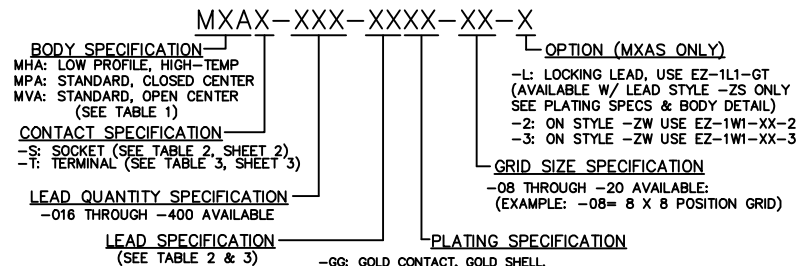 MXAX-XXX-XXXX-XX-X
BODY SPECIFICATION
MHA: LOW PROFILE, HIGH-TEMP
MPA: STANDARD, CLOSED CENTER
MVA: STANDARD, OPEN CENTER
(SEE TABLE 1)
CONTACT SPECIFICATION
-S: SOCKET (SEE TABLE 2, SHEET 2)
-T: TERMINAL (SEE TABLE 3, SHEET 3)
LEAD QUANTITY SPECIFICATION
-016 THROUGH -400 AVAILABLE
LEAD SPECIFICATION
(SEE TABLE 2 & 3)
OPTION (MXAS ONLY)
-L: LOCKING LEAD, USE EZ-1L1-GT
(AVAILABLE W/ LEAD STYLE -ZS ONLY
SEE PLATING SPECS & BODY DETAIL)
-2: ON STYLE -ZW USE EZ-1W1-XX-2
-3: ON STYLE -ZW USE EZ-1W1-XX-3
GRID SIZE SPECIFICATION
-08 THROUGH -20 AVAILABLE:
(EXAMPLE: -08= 8 X 8 POSITION GRID)
PLATING SPECIFICATION
-GG: GOLD CONTACT, GOLD SHELL,